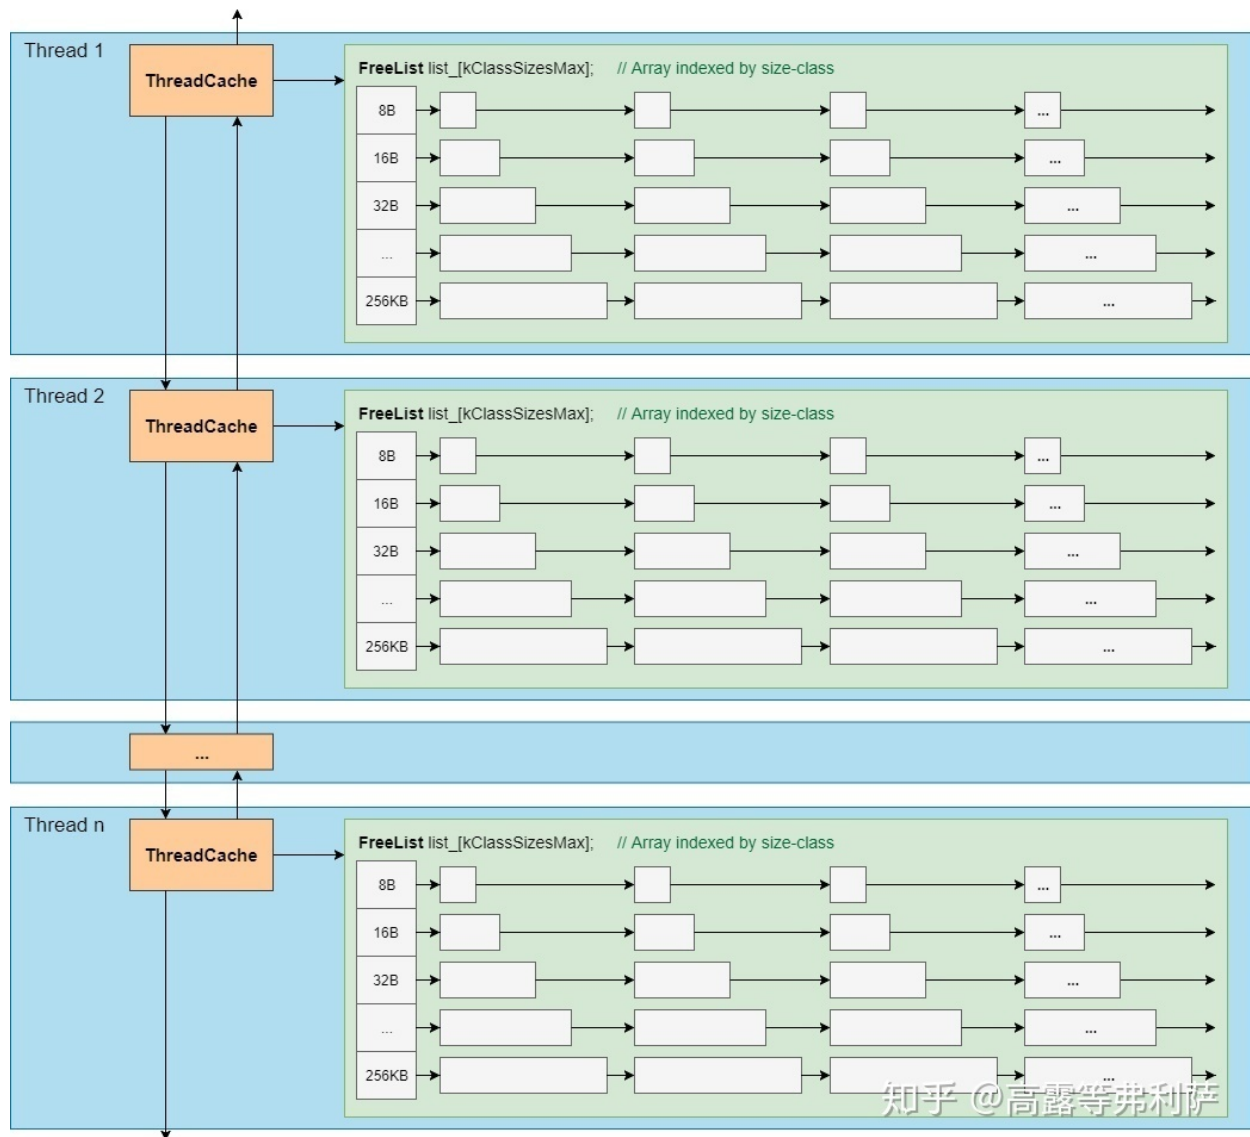 Thread 1
ThreadCache
FreeList list_[kClassSizesMax]; // Array indexed by size-class
8B ...
16B ...
32B ...
... ...
256KB ...
Thread 2
ThreadCache
FreeList list_[kClassSizesMax]; // Array indexed by size-class
8B ...
16B ...
32B ...
... ...
256KB ...
...
Thread n
ThreadCache
FreeList list_[kClassSizesMax]; // Array indexed by size-class
8B ...
16B ...
32B ...
... ...
256KB ...
知乎 @高露等弗利萨